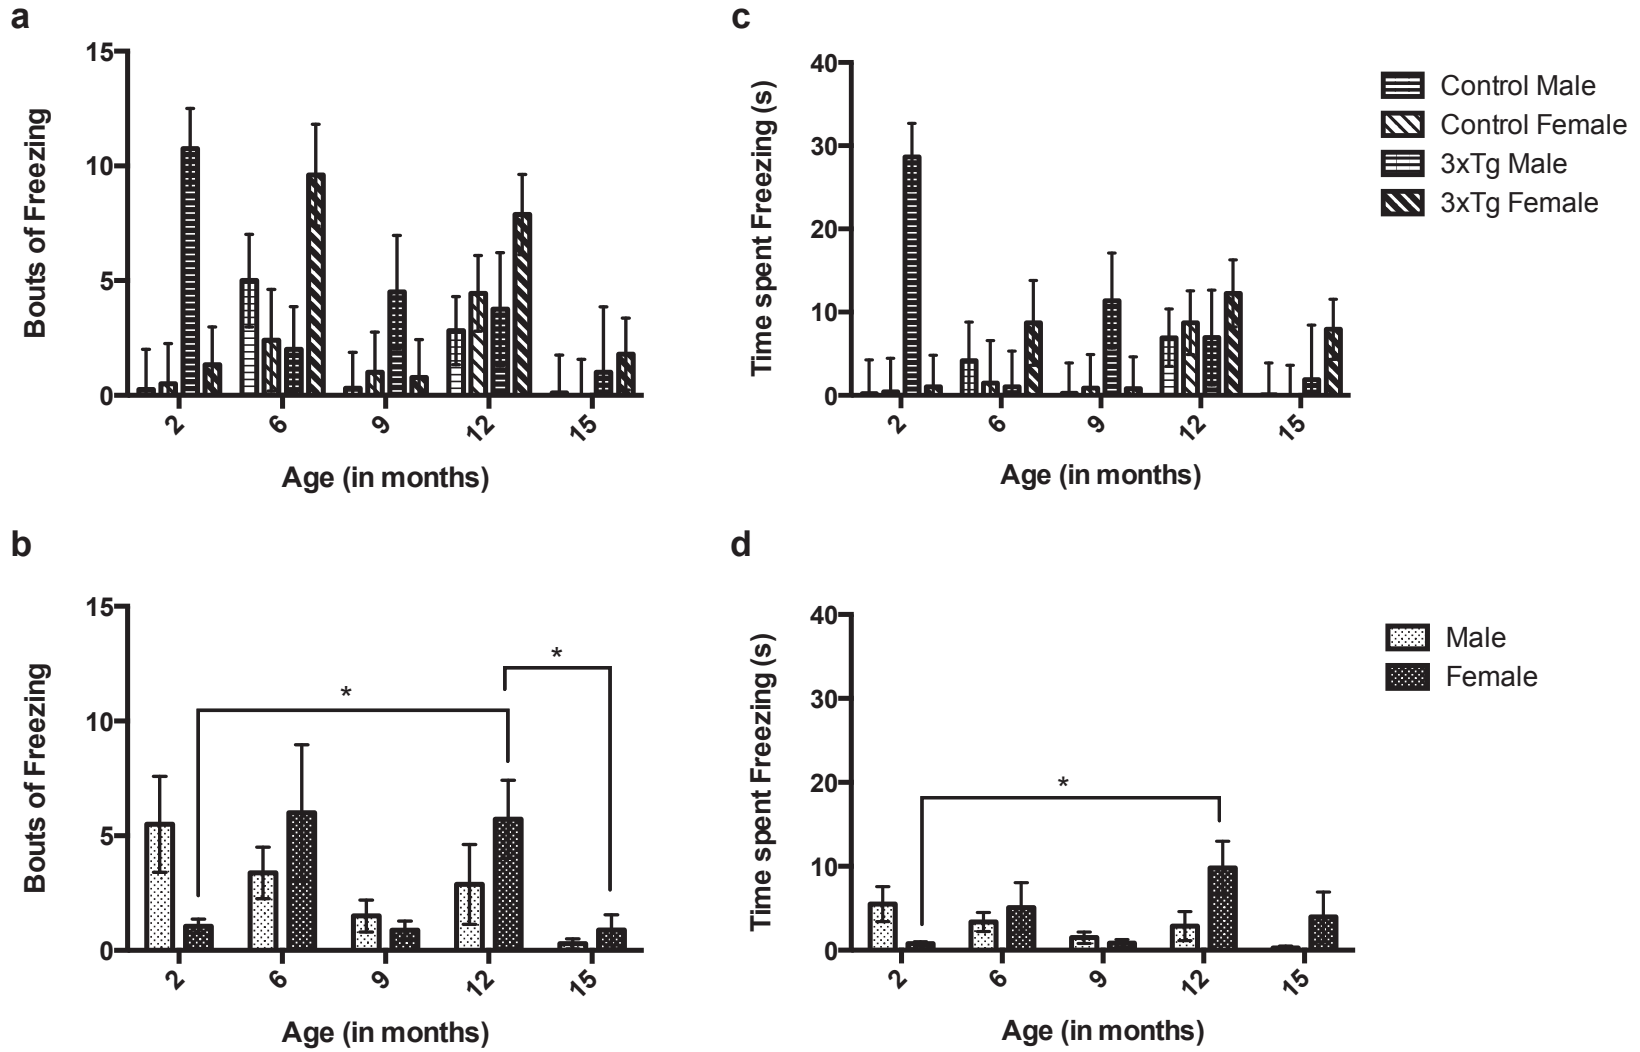 a
15
10
5
0
Bouts of Freezing
2 6 9 12 15
Age (in months)
c
40
30
20
10
0
Time spent Freezing (s)
2 6 9 12 15
Age (in months)
Control Male
Control Female
3xTg Male
3xTg Female
b
15
10
5
0
Bouts of Freezing
*
*
2 6 9 12 15
Age (in months)
d
40
30
20
10
0
Time spent Freezing (s)
*
2 6 9 12 15
Age (in months)
Male
Female